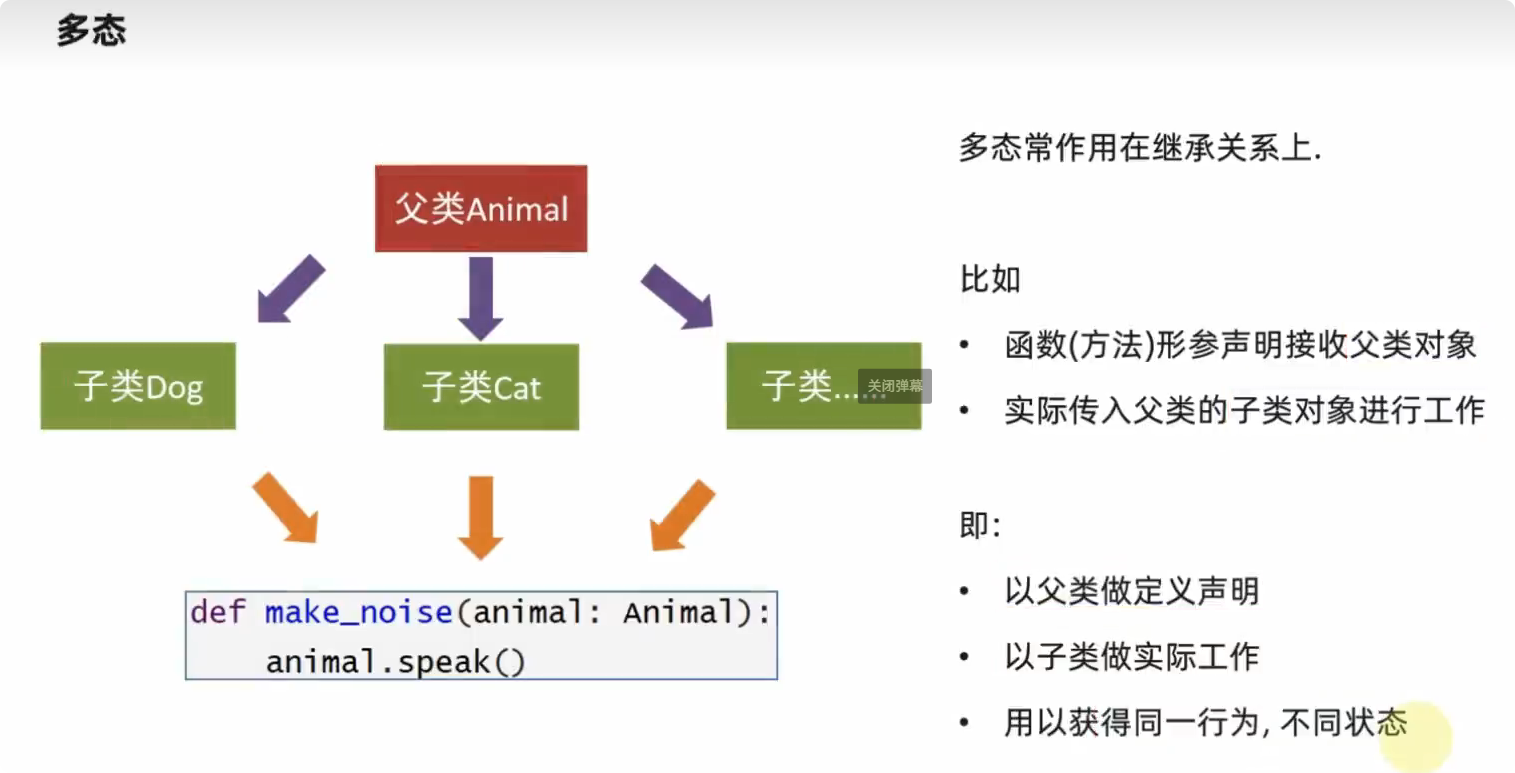 多态
父类Animal
子类Dog
子类Cat
子类……
关闭弹幕
def make_noise(animal: Animal):
animal.speak()
多态常作用在继承关系上.
比如
• 函数(方法)形参声明接收父类对象
• 实际传入父类的子类对象进行工作
即：
• 以父类做定义声明
• 以子类做实际工作
• 用以获得同一行为, 不同状态